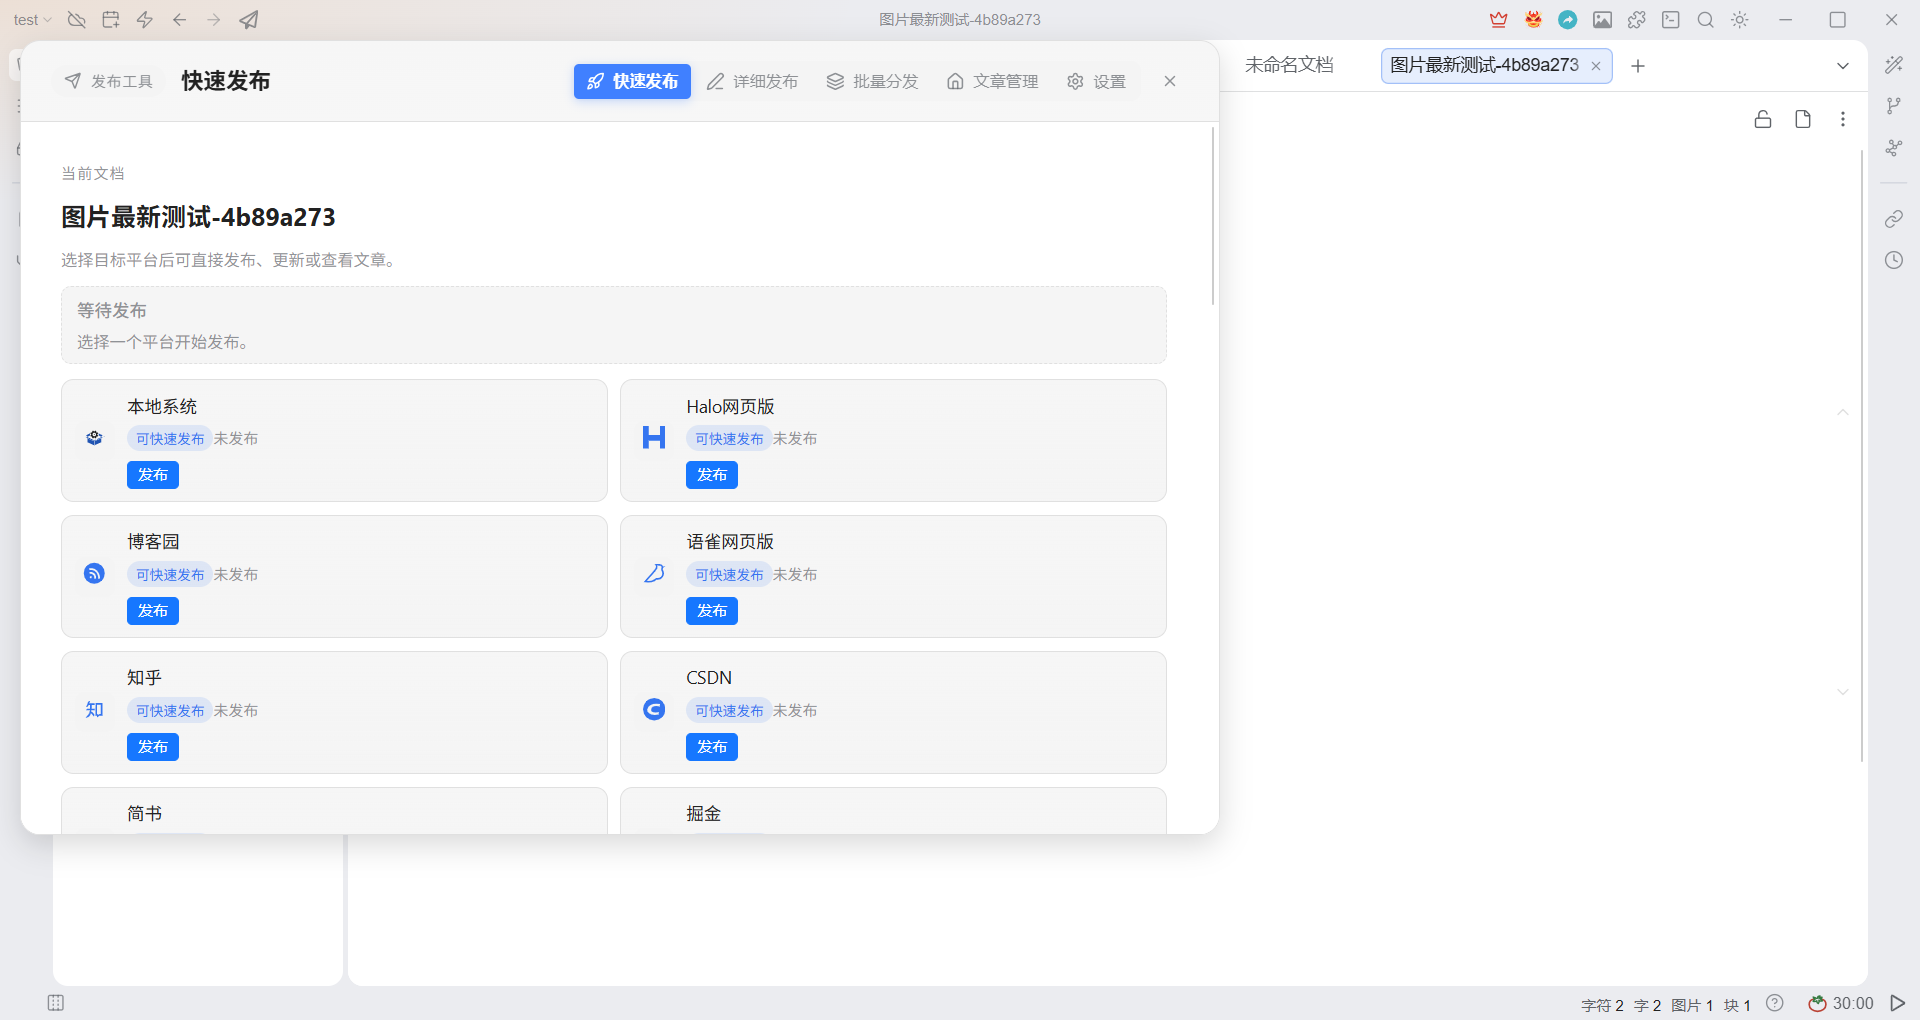 test
图片最新测试-4b89a273
发布工具
快速发布
快速发布
详细发布
批量分发
文章管理
设置
未命名文档
图片最新测试-4b89a273
当前文档
图片最新测试-4b89a273
选择目标平台后可直接发布、更新或查看文章。
等待发布
选择一个平台开始发布。
本地系统
可快速发布 未发布
发布
Halo网页版
可快速发布 未发布
发布
博客园
可快速发布 未发布
发布
语雀网页版
可快速发布 未发布
发布
知乎
知
可快速发布 未发布
发布
CSDN
可快速发布 未发布
发布
简书
掘金
字符 2 字 2 图片 1 块 1
30:00